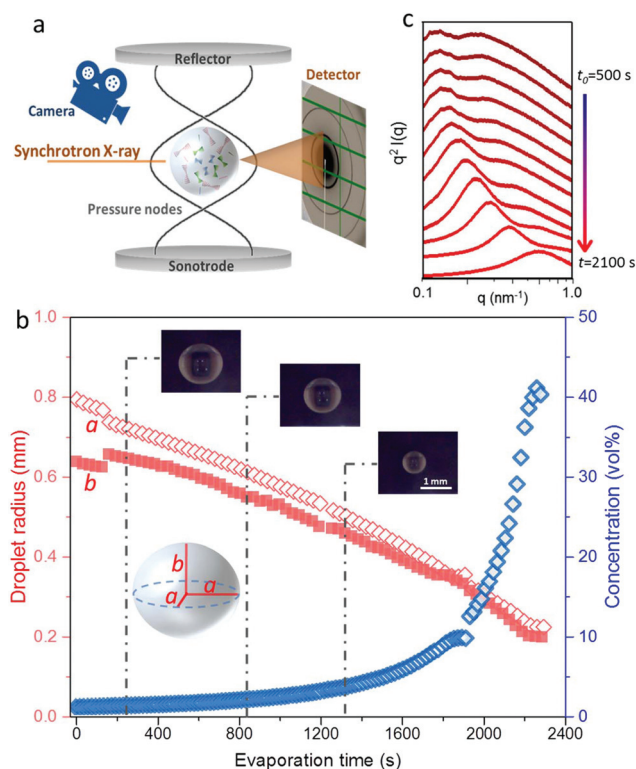 a
Reflector
Camera
Detector
Synchrotron X-ray
Pressure nodes
Sonotrode
c
q² I(q)
t₀=500 s
t=2100 s
0.1
1.0
q (nm⁻¹)
b
Droplet radius (mm)
1.0
0.8
0.6
0.4
0.2
0.0
a
b
b
a
a
1 mm
50
40
30
20
10
0
Concentration (vol%)
0
400
800
1200
1600
2000
2400
Evaporation time (s)